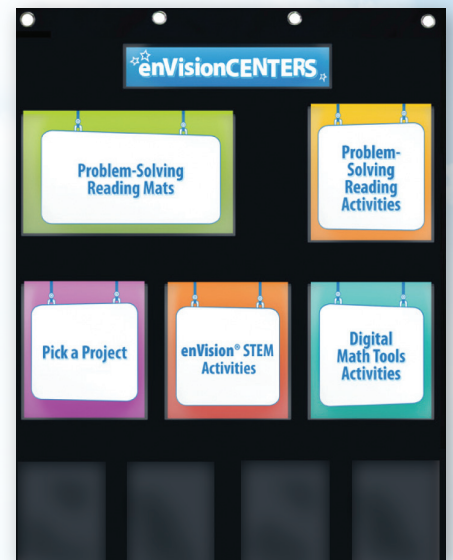 enVisionCENTERS
Problem-Solving
Reading Mats
Problem-
Solving
Reading
Activities
Pick a Project
enVision® STEM
Activities
Digital
Math Tools
Activities